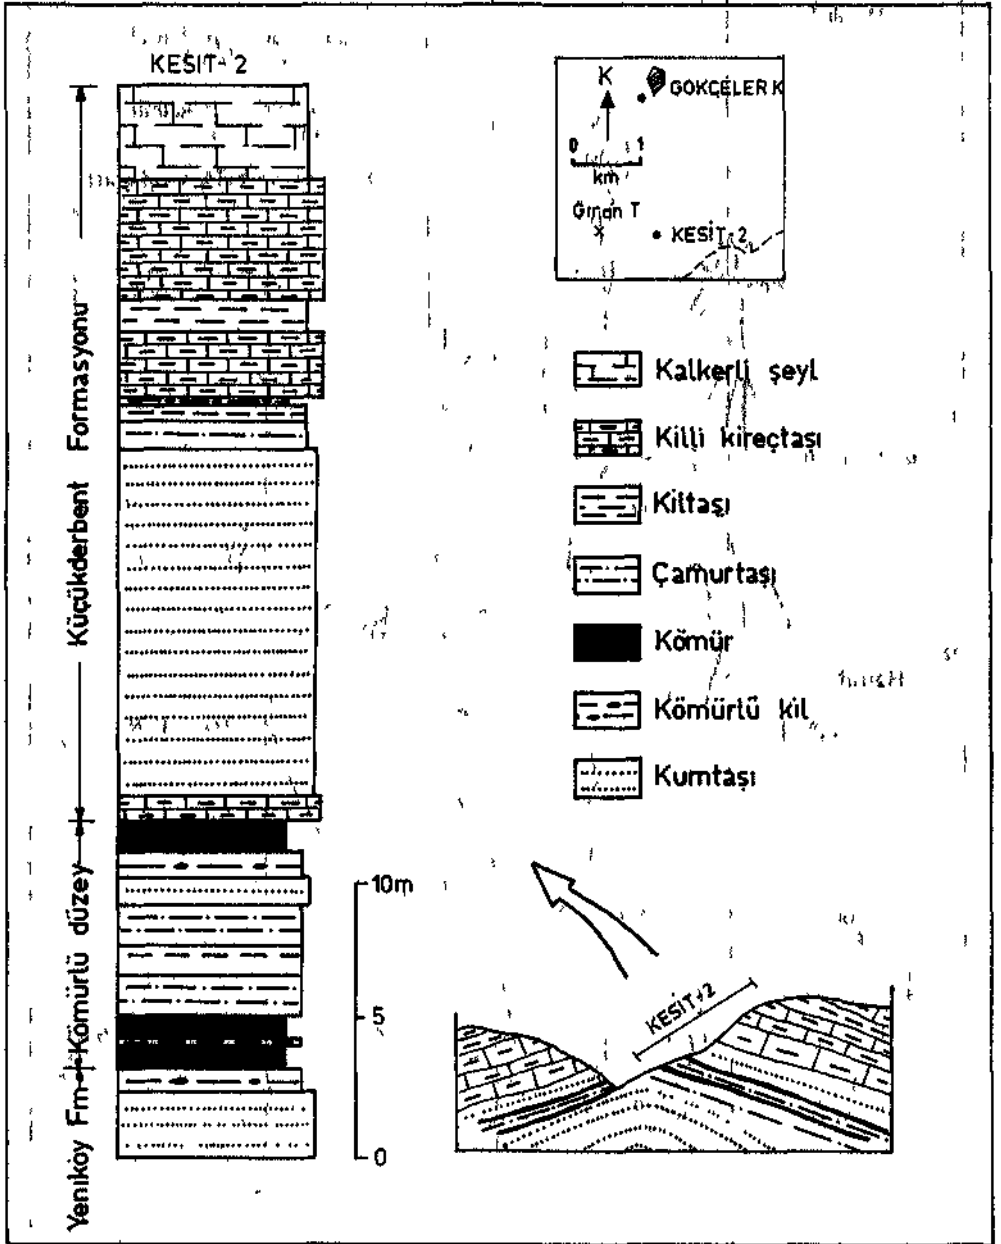 KESİT-2
Küçükderbent Formasyonu
Yeniköy Fm
Kömürlü düzey
10m
5
0
K
GÖKÇELER K
0 1
km
T
KESİT-2
Kalkerli şeyl
Killi kireçtaşı
Kiltaşı
Çamurtaşı
Kömür
Kömürlü kil
Kumtaşı
KESİT-2